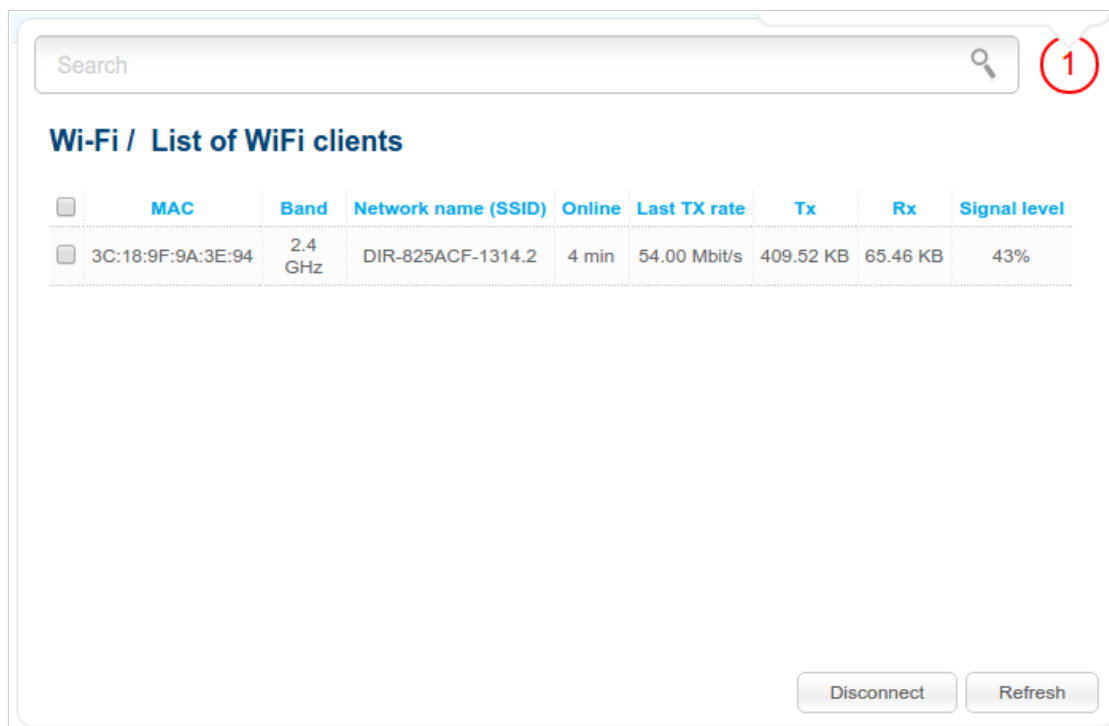 Search
1
Wi-Fi /  List of WiFi clients
MAC Band Network name (SSID) Online Last TX rate Tx Rx Signal level
3C:18:9F:9A:3E:94 2.4 GHz DIR-825ACF-1314.2 4 min 54.00 Mbit/s 409.52 KB 65.46 KB 43%
Disconnect Refresh